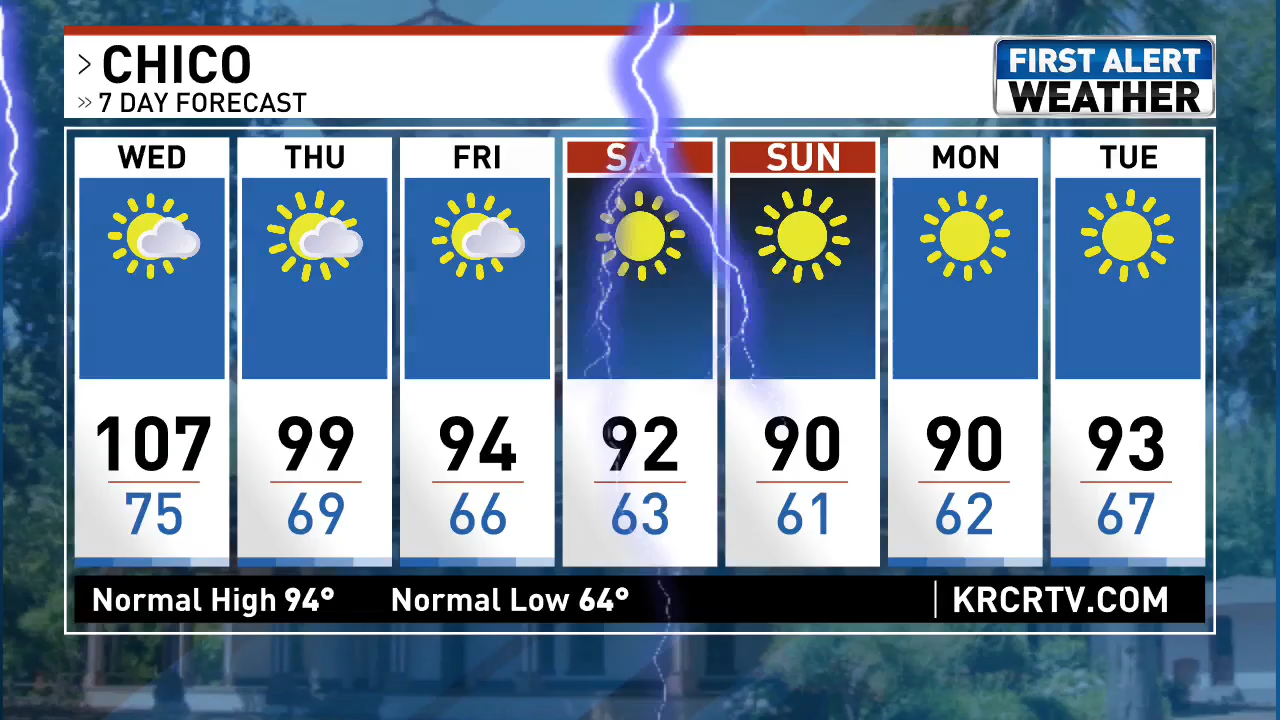 > CHICO
» 7 DAY FORECAST
FIRST ALERT
WEATHER
WED THU FRI SAT SUN MON TUE
107 99 94 92 90 90 93
75 69 66 63 61 62 67
Normal High 94° Normal Low 64° | KRCRTV.COM